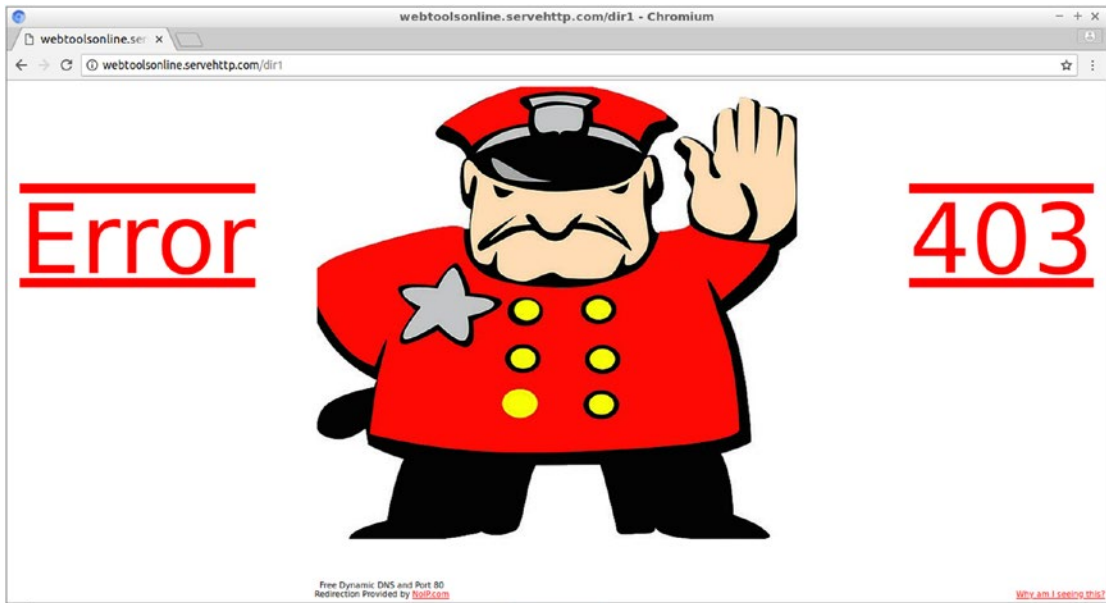 webtoolsonline.servehttp.com/dir1 - Chromium
webtoolsonline.ser
webtoolsonline.servehttp.com/dir1
Error
403
Free Dynamic DNS and Port 80
Redirection Provided by NoIP.com
Why am I seeing this?